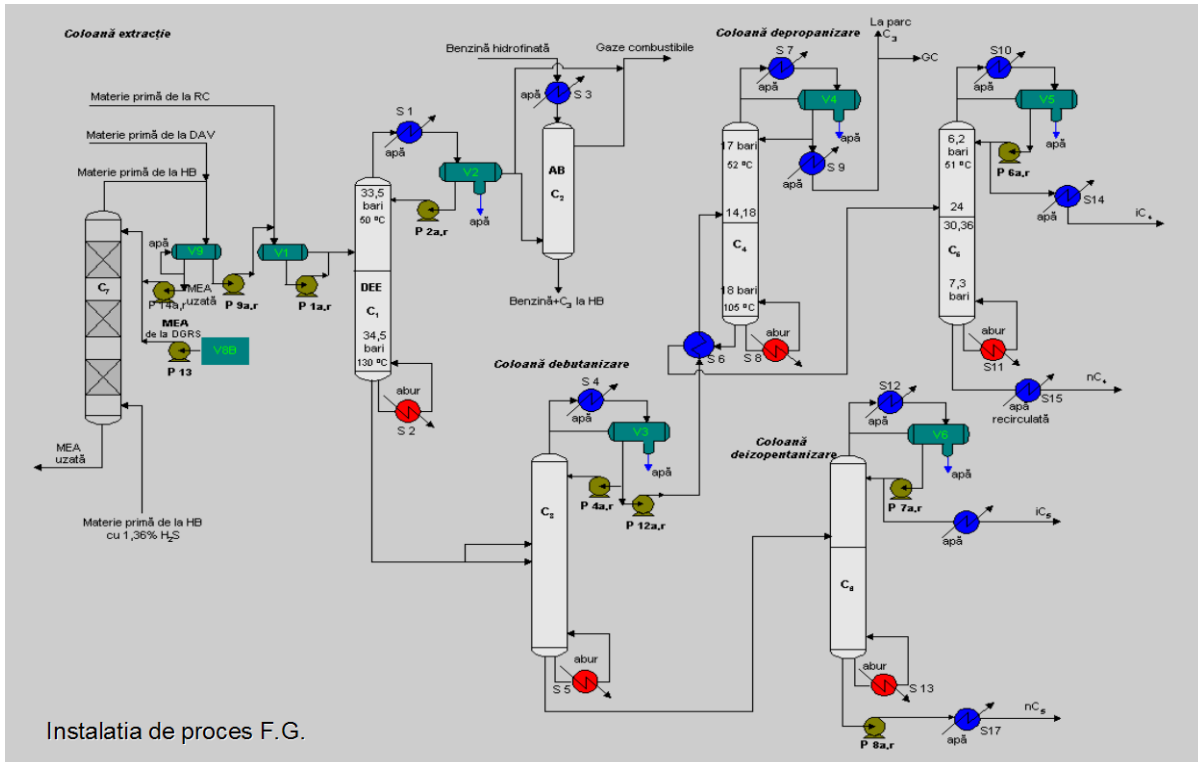 Coloană extracție
Materie primă de la RC
Materie primă de la DAV
Materie primă de la HB
apă
V9
V1
C₇
P 14a,r
MEA
uzată
P 9a,r
P 1a,r
MEA
de la DGRS
V8B
P 13
MEA
uzată
Materie primă de la HB
cu 1,36% H₂S
S 1
apă
V2
apă
P 2a,r
33,5
bari
50 ºC
DEE
C₁
34,5
bari
130 ºC
abur
S 2
Benzină hidrofinată
Gaze combustibile
apă
S 3
AB
C₂
Benzină+C₃ la HB
Coloană debutanizare
S 4
apă
V3
apă
P 4a,r
P 12a,r
abur
S 5
Coloană depropanizare
La parc
C₃
GC
S 7
apă
V4
apă
S 9
apă
17 bari
52 ºC
14,18
C₄
18 bari
105 ºC
abur
S 8
S 6
S10
apă
V5
apă
P 6a,r
S14
apă
iC₄
6,2
bari
51 ºC
24
30,36
7,3
bari
abur
S11
S15
apă
recirculată
nC₄
Coloană
deizopentanizare
S12
apă
V6
apă
P 7a,r
apă
iC₅
abur
S 13
P 8a,r
apă
S17
nC₅
Instalatia de proces F.G.